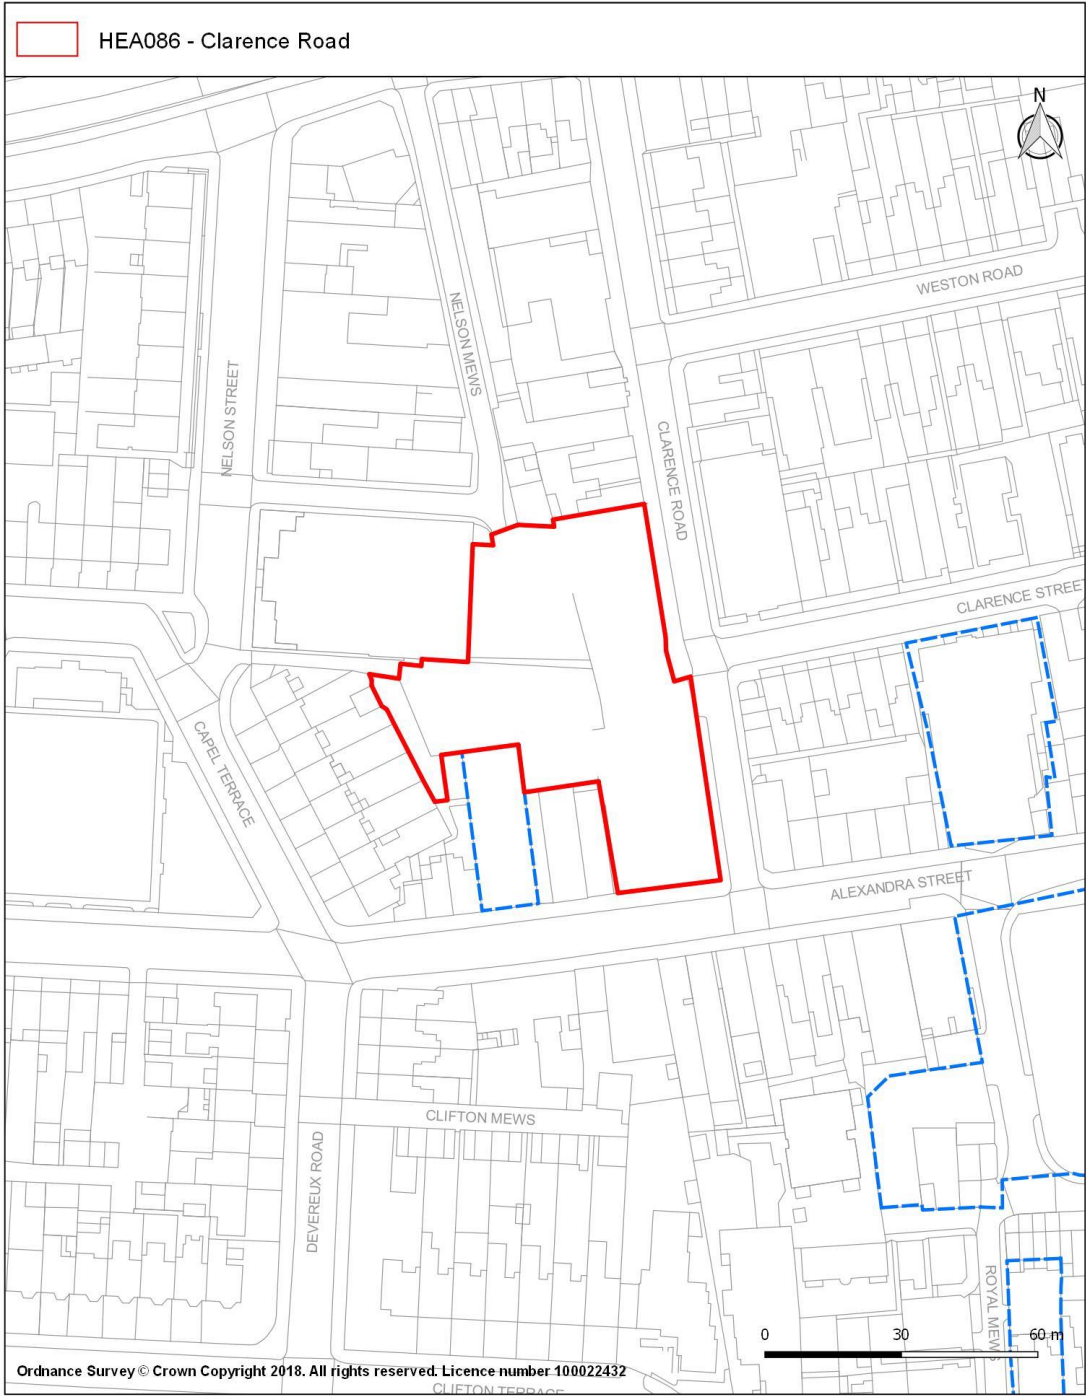 HEA086 - Clarence Road
N
WESTON ROAD
NELSON MEWS
NELSON STREET
CLARENCE ROAD
CLARENCE STREE
CAPEL TERRACE
ALEXANDRA STREET
CLIFTON MEWS
DEVEREUX ROAD
ROYAL MEWS
0 30 60 m
Ordnance Survey © Crown Copyright 2018. All rights reserved. Licence number 100022432
CLIFTON TERRACE